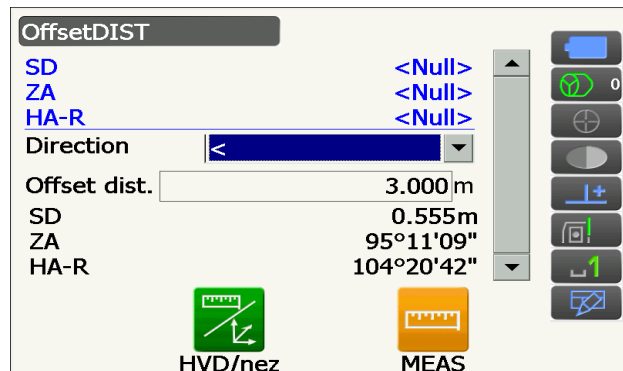 OffsetDIST
SD <Null>
ZA <Null>
HA-R <Null>
Direction <
Offset dist. 3.000 m
SD 0.555m
ZA 95°11'09"
HA-R 104°20'42"
HVD/nez MEAS
0
1